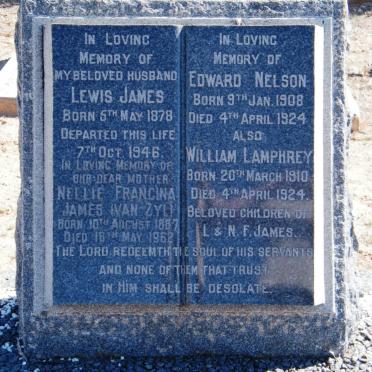 In Loving
Memory of
my beloved husband
Lewis James
Born 6th May 1878
Departed this life
7th Oct. 1946.
In Loving Memory of
our dear mother
Nellie Francina
James (van Zyl)
Born 10th August 1887
Died 16th May 1962
In Loving
Memory of
Edward Nelson
Born 9th Jan. 1908
Died 4th April 1924
also
William Lamphrey
Born 20th March 1910
Died 4th April 1924.
Beloved children of
L & N. F. James.
The Lord redeemth the soul of his servants
and none of them that trust
in Him shall be desolate.